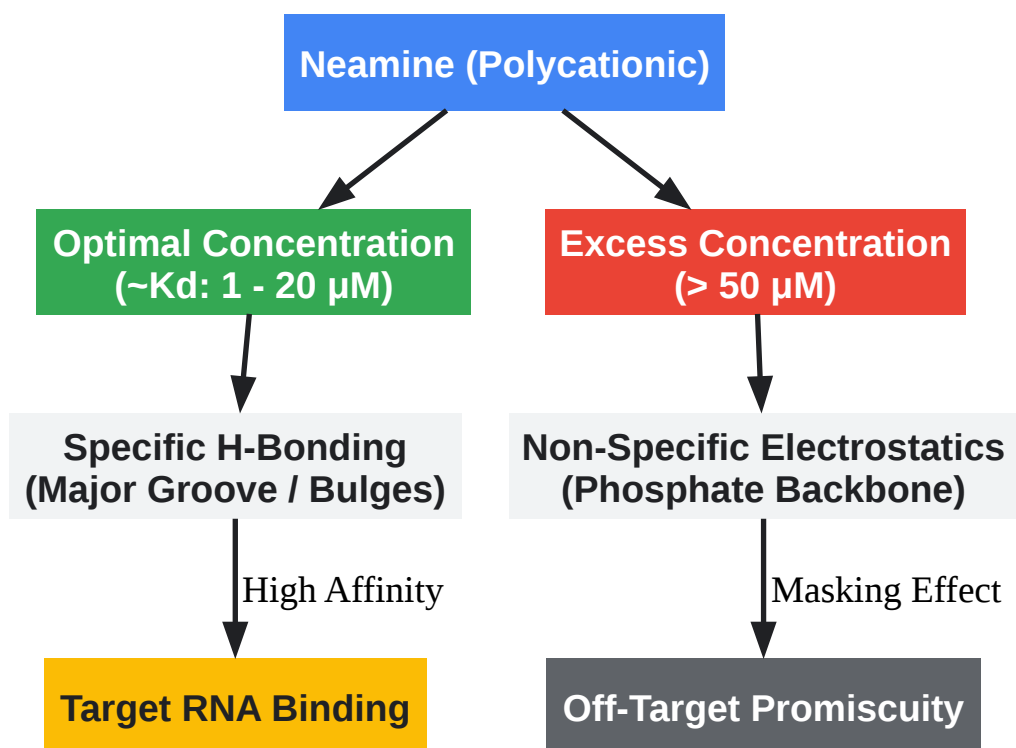 Neamine (Polycationic)
Optimal Concentration
(~Kd: 1 - 20 μM)
Excess Concentration
(> 50 μM)
Specific H-Bonding
(Major Groove / Bulges)
Non-Specific Electrostatics
(Phosphate Backbone)
High Affinity
Masking Effect
Target RNA Binding
Off-Target Promiscuity